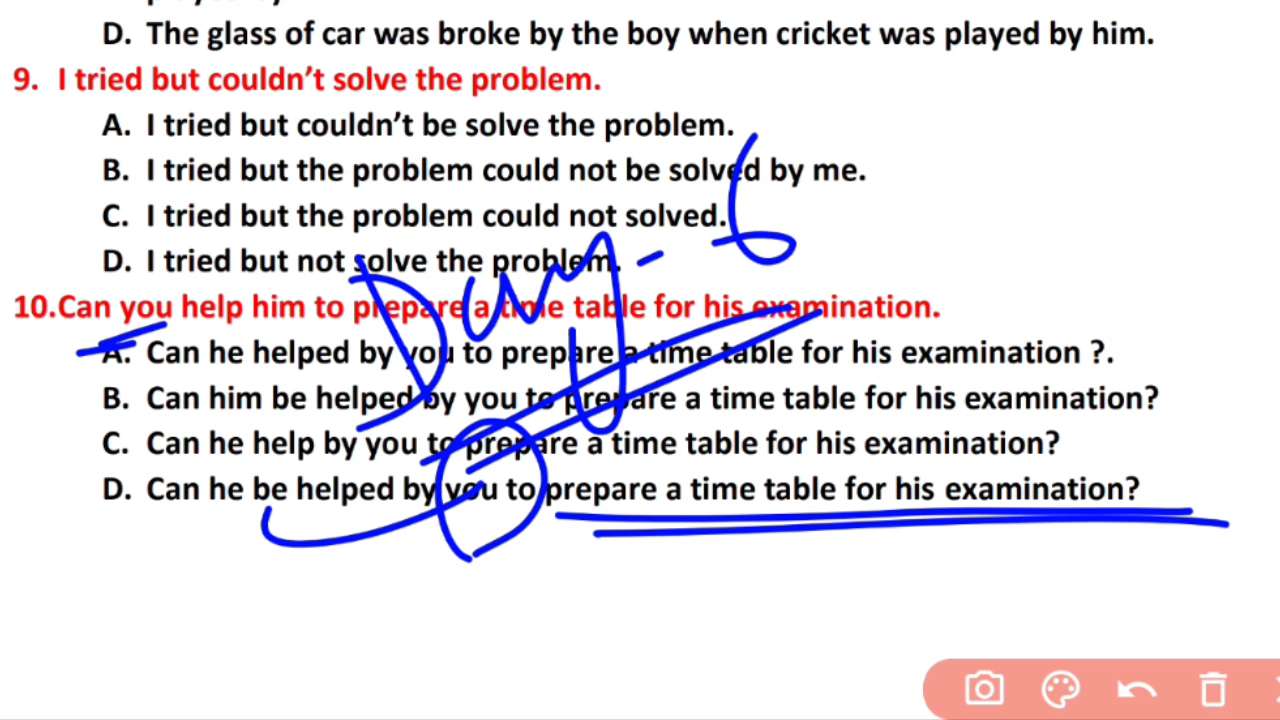 D. The glass of car was broke by the boy when cricket was played by him.
9. I tried but couldn't solve the problem.
A. I tried but couldn't be solve the problem.
B. I tried but the problem could not be solved by me.
C. I tried but the problem could not solved.
D. I tried but not solve the problem.
Day - 6
10.Can you help him to prepare a time table for his examination.
A. Can he helped by you to prepare a time table for his examination ?.
B. Can him be helped by you to prepare a time table for his examination?
C. Can he help by you to prepare a time table for his examination?
D. Can he be helped by you to prepare a time table for his examination?